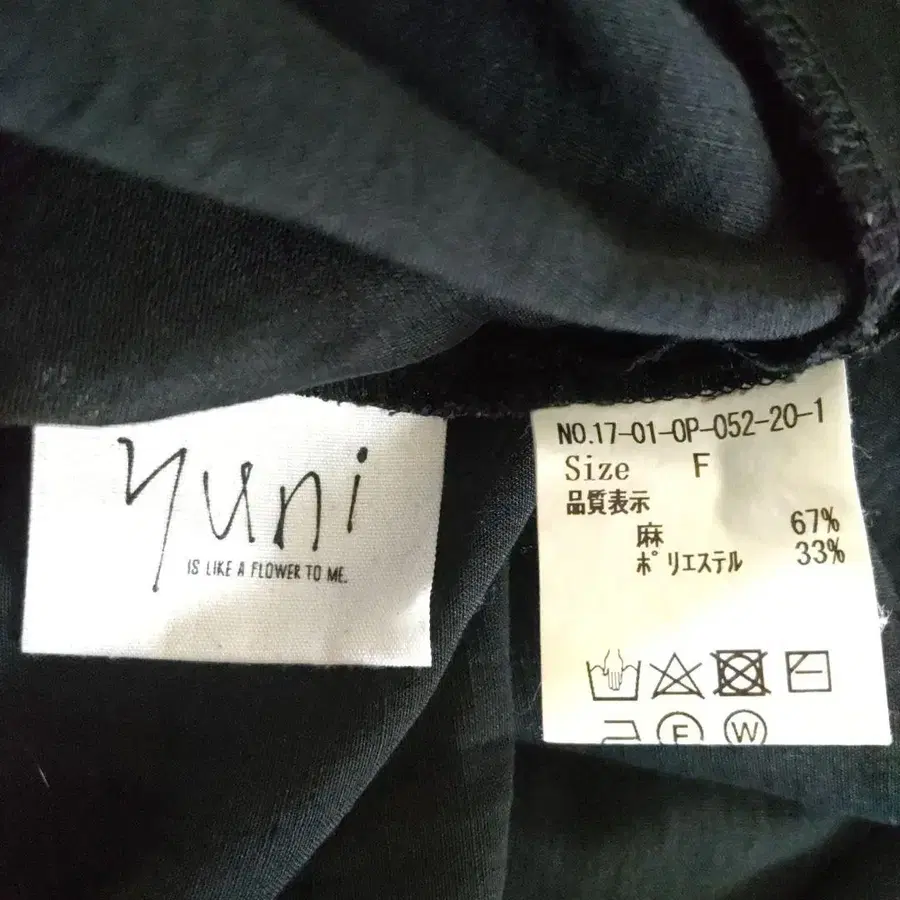 yuni
IS LIKE A FLOWER TO ME.
NO.17-01-OP-052-20-1
Size F
品質表示
麻 67%
ポリエステル 33%
F W